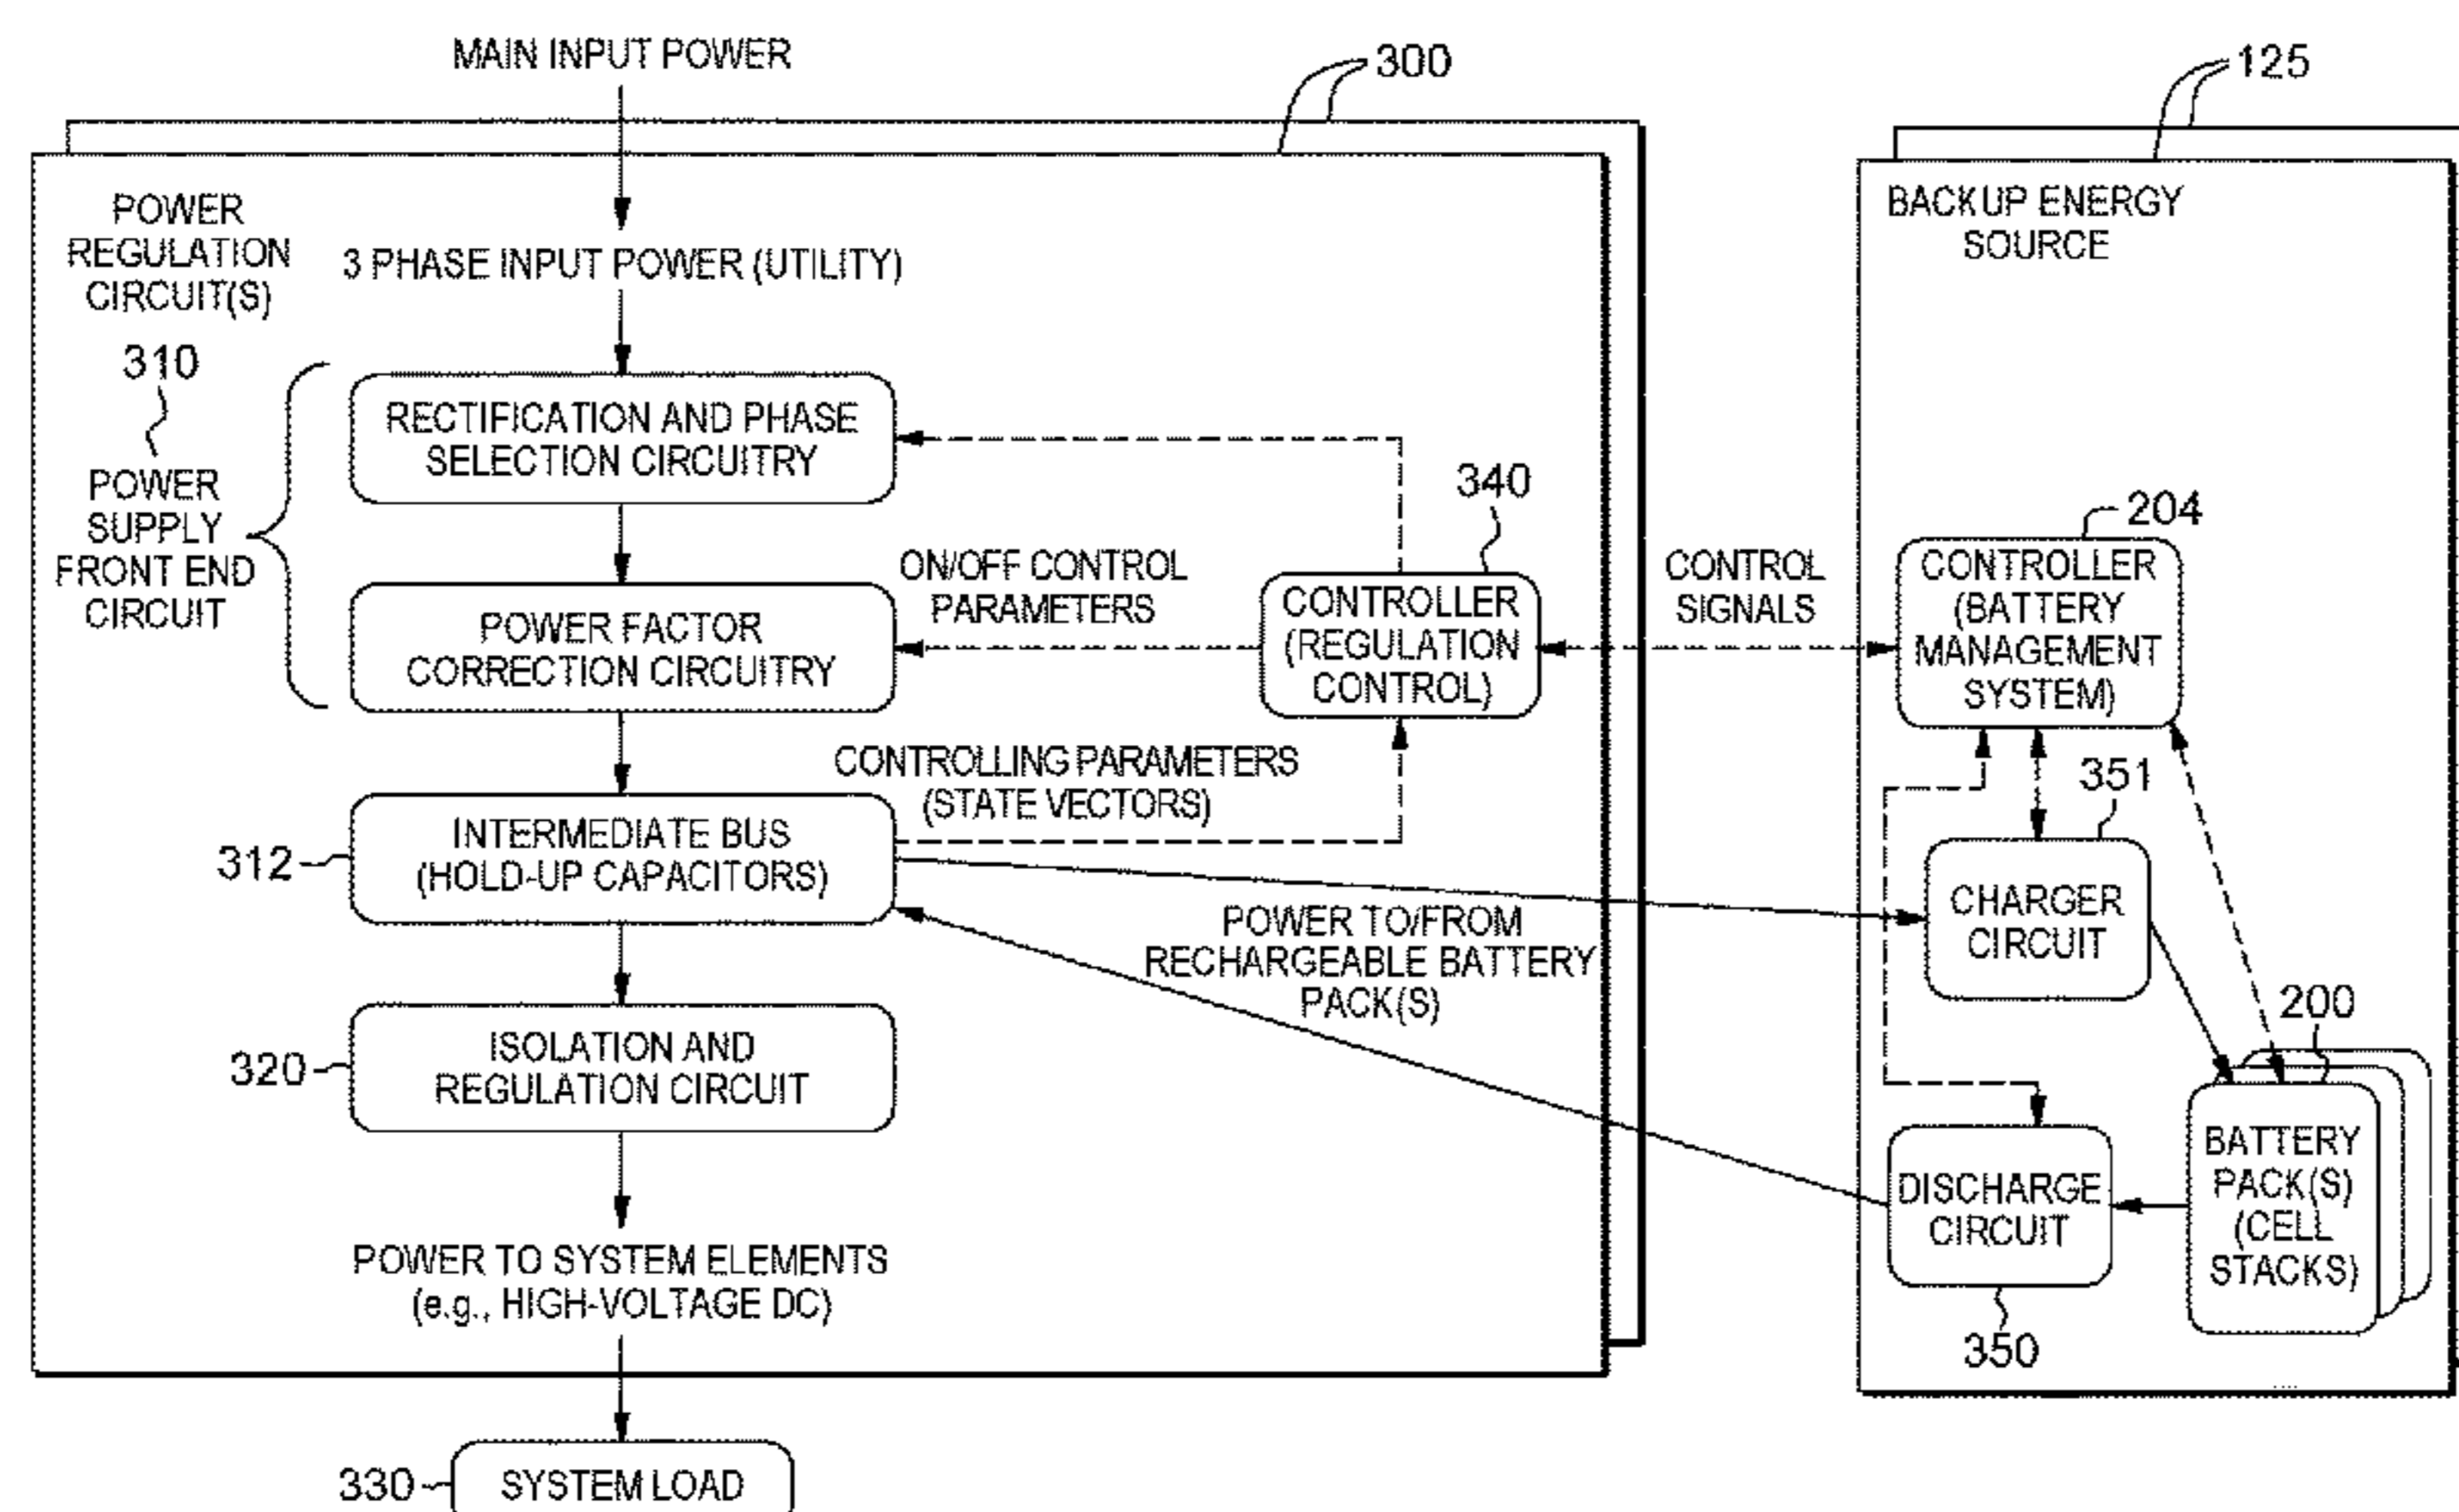 MAIN INPUT POWER
300
125
POWER
REGULATION
CIRCUIT(S)
3 PHASE INPUT POWER (UTILITY)
310
POWER
SUPPLY
FRONT END
CIRCUIT
RECTIFICATION AND PHASE
SELECTION CIRCUITRY
POWER FACTOR
CORRECTION CIRCUITRY
ON/OFF CONTROL
PARAMETERS
340
CONTROLLER
(REGULATION
CONTROL)
CONTROLLING PARAMETERS
(STATE VECTORS)
312
INTERMEDIATE BUS
(HOLD-UP CAPACITORS)
320
ISOLATION AND
REGULATION CIRCUIT
POWER TO SYSTEM ELEMENTS
(e.g., HIGH-VOLTAGE DC)
330
SYSTEM LOAD
CONTROL
SIGNALS
POWER TO/FROM
RECHARGEABLE BATTERY
PACK(S)
BACKUP ENERGY
SOURCE
204
CONTROLLER
(BATTERY
MANAGEMENT
SYSTEM)
351
CHARGER
CIRCUIT
200
BATTERY
PACK(S)
(CELL
STACKS)
DISCHARGE
CIRCUIT
350